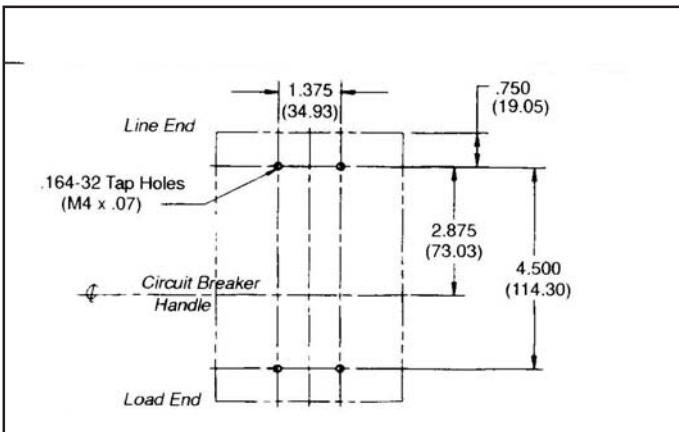 1.375
(34.93)
.750
(19.05)
Line End
.164-32 Tap Holes
(M4 x .07)
2.875
(73.03)
4.500
(114.30)
℄
Circuit Breaker
Handle
Load End